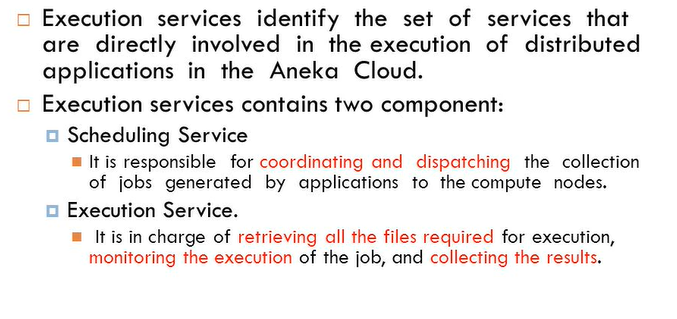 Execution services identify the set of services that
are directly involved in the execution of distributed
applications in the Aneka Cloud.
Execution services contains two component:
Scheduling Service
It is responsible for coordinating and dispatching the collection
of jobs generated by applications to the compute nodes.
Execution Service.
It is in charge of retrieving all the files required for execution,
monitoring the execution of the job, and collecting the results.